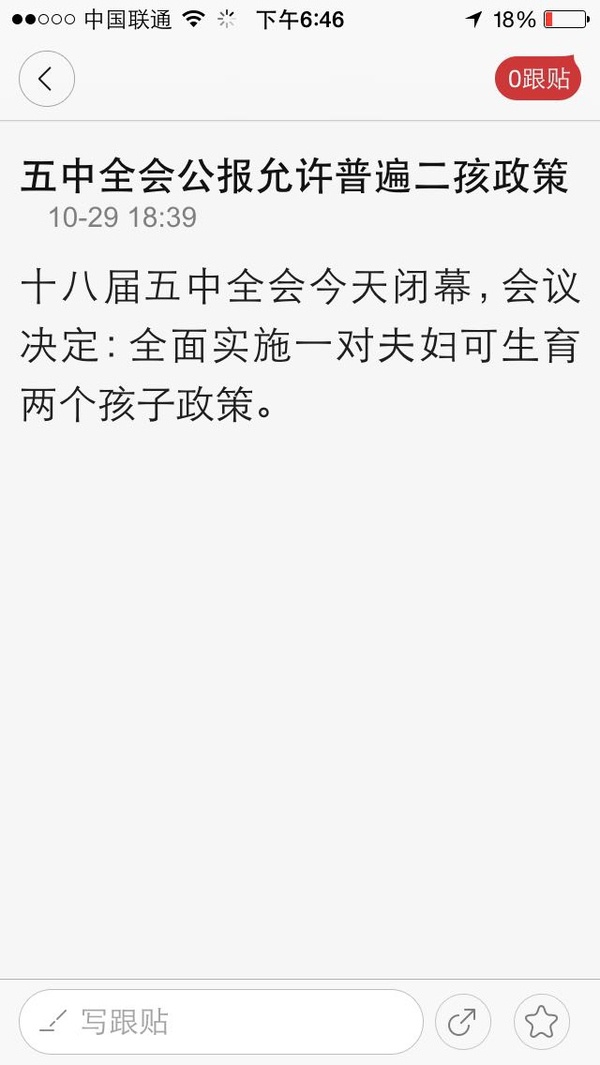 中国联通 下午6:46 18%
0跟贴
五中全会公报允许普遍二孩政策
10-29 18:39
十八届五中全会今天闭幕,会议
决定:全面实施一对夫妇可生育
两个孩子政策。
写跟贴